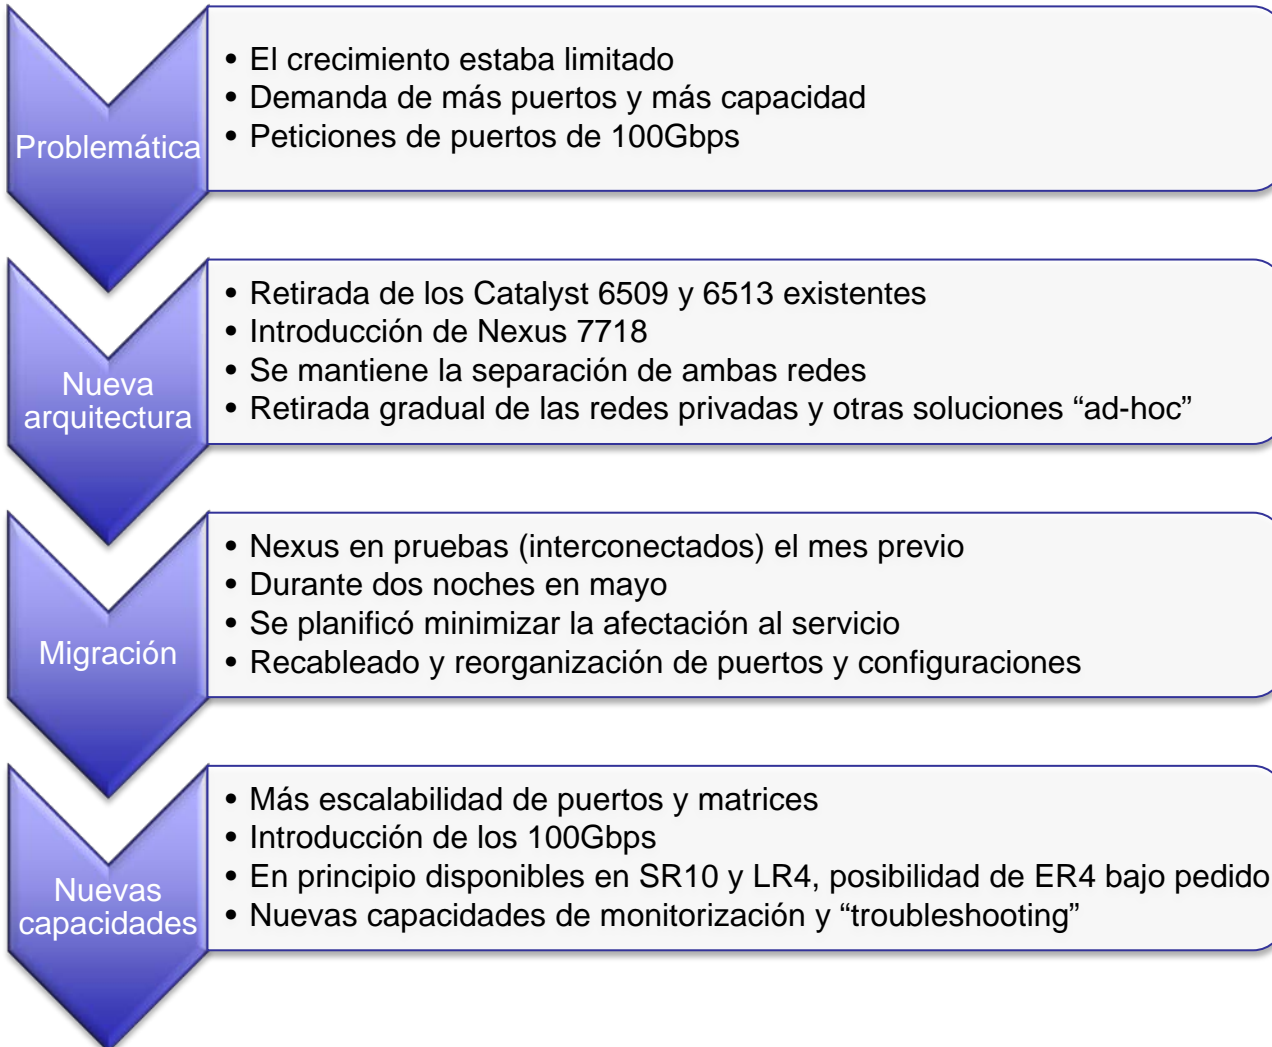 Problemática
• El crecimiento estaba limitado
• Demanda de más puertos y más capacidad
• Peticiones de puertos de 100Gbps
Nueva
arquitectura
• Retirada de los Catalyst 6509 y 6513 existentes
• Introducción de Nexus 7718
• Se mantiene la separación de ambas redes
• Retirada gradual de las redes privadas y otras soluciones “ad-hoc”
Migración
• Nexus en pruebas (interconectados) el mes previo
• Durante dos noches en mayo
• Se planificó minimizar la afectación al servicio
• Recableado y reorganización de puertos y configuraciones
Nuevas
capacidades
• Más escalabilidad de puertos y matrices
• Introducción de los 100Gbps
• En principio disponibles en SR10 y LR4, posibilidad de ER4 bajo pedido
• Nuevas capacidades de monitorización y “troubleshooting”